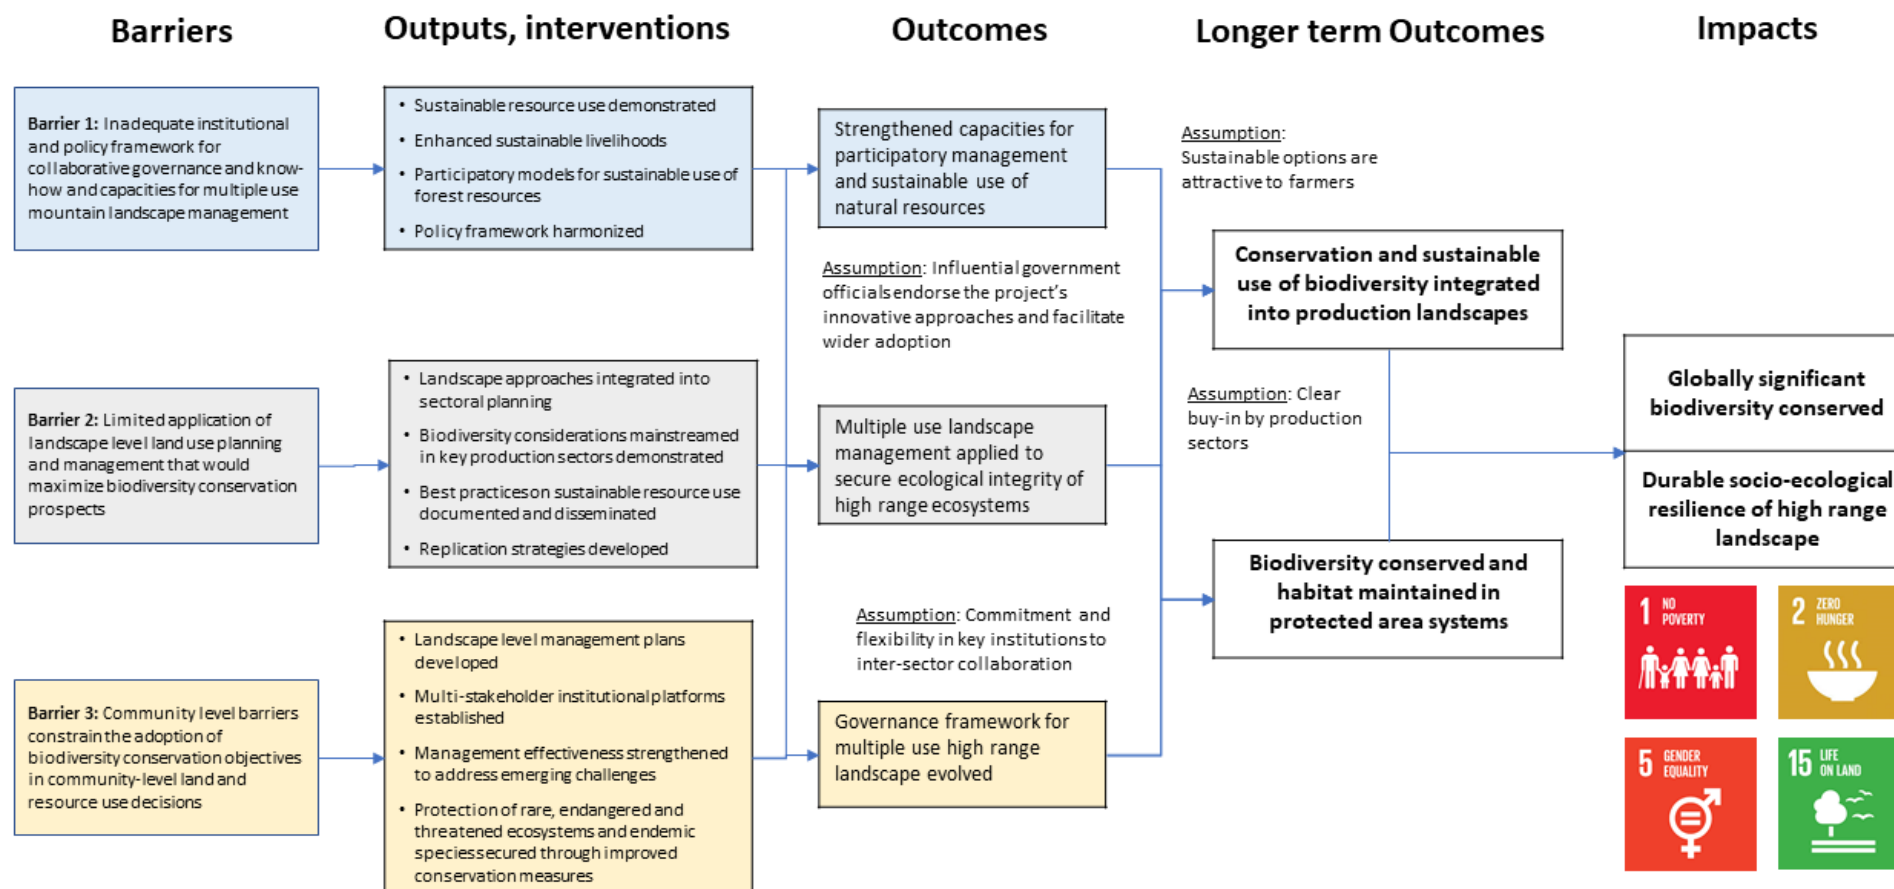 Barriers
Outputs, interventions
Outcomes
Longer term Outcomes
Impacts
Barrier 1: Inadequate institutional
and policy framework for
collaborative governance and know-
how and capacities for multiple use
mountain landscape management
• Sustainable resource use demonstrated
• Enhanced sustainable livelihoods
• Participatory models for sustainable use of
forest resources
• Policy framework harmonized
Strengthened capacities for
participatory management
and sustainable use of
natural resources
Assumption:
Sustainable options are
attractive to farmers
Assumption: Influential government
officials endorse the project's
innovative approaches and facilitate
wider adoption
Conservation and sustainable
use of biodiversity integrated
into production landscapes
Barrier 2: Limited application of
landscape level land use planning
and management that would
maximize biodiversity conservation
prospects
• Landscape approaches integrated into
sectoral planning
• Biodiversity considerations mainstreamed
in key production sectors demonstrated
• Best practices on sustainable resource use
documented and disseminated
• Replication strategies developed
Multiple use landscape
management applied to
secure ecological integrity of
high range ecosystems
Assumption: Clear
buy-in by production
sectors
Globally significant
biodiversity conserved
Durable socio-ecological
resilience of high range
landscape
Biodiversity conserved and
habitat maintained in
protected area systems
Assumption: Commitment and
flexibility in key institutions to
inter-sector collaboration
Barrier 3: Community level barriers
constrain the adoption of
biodiversity conservation objectives
in community-level land and
resource use decisions
• Landscape level management plans
developed
• Multi-stakeholder institutional platforms
established
• Management effectiveness strengthened
to address emerging challenges
• Protection of rare, endangered and
threatened ecosystems and endemic
species secured through improved
conservation measures
Governance framework for
multiple use high range
landscape evolved
1 NO
POVERTY
2 ZERO
HUNGER
5 GENDER
EQUALITY
15 LIFE
ON LAND